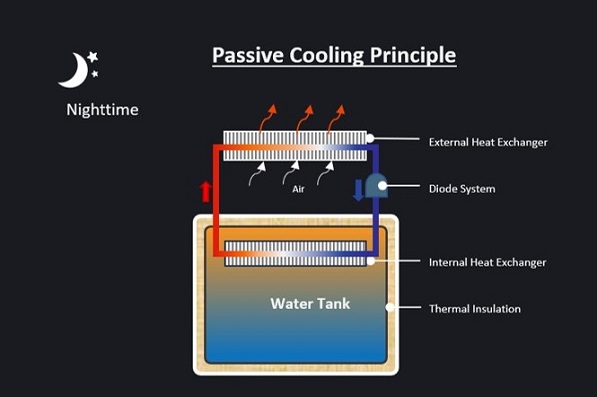 Passive Cooling Principle
Nighttime
External Heat Exchanger
Air
Diode System
Internal Heat Exchanger
Water Tank
Thermal Insulation